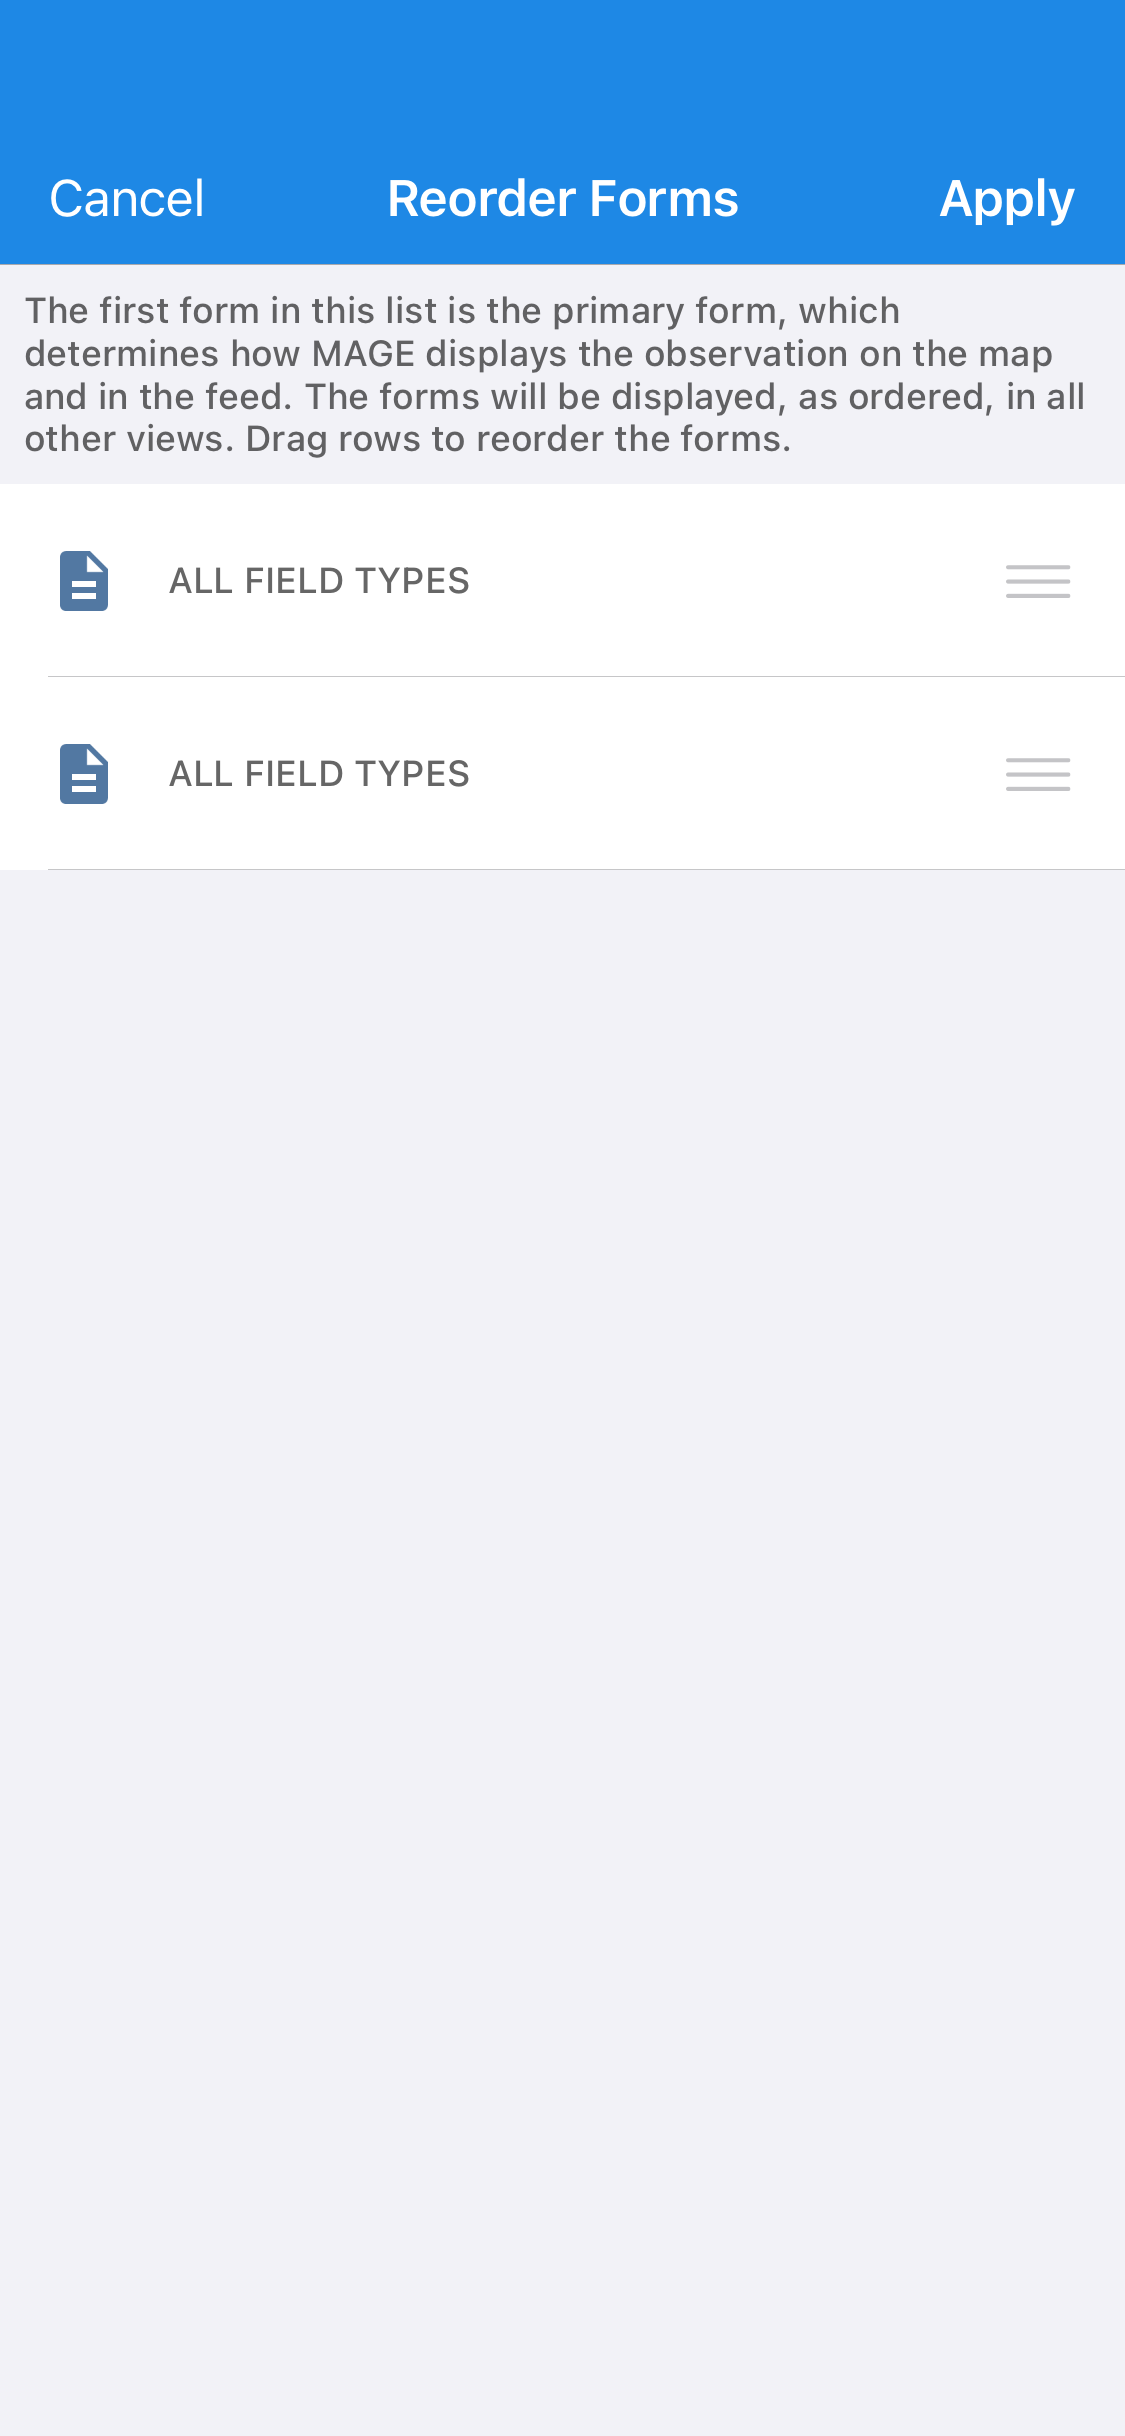 Cancel
Reorder Forms
Apply
The first form in this list is the primary form, which
determines how MAGE displays the observation on the map
and in the feed. The forms will be displayed, as ordered, in all
other views. Drag rows to reorder the forms.
ALL FIELD TYPES
ALL FIELD TYPES